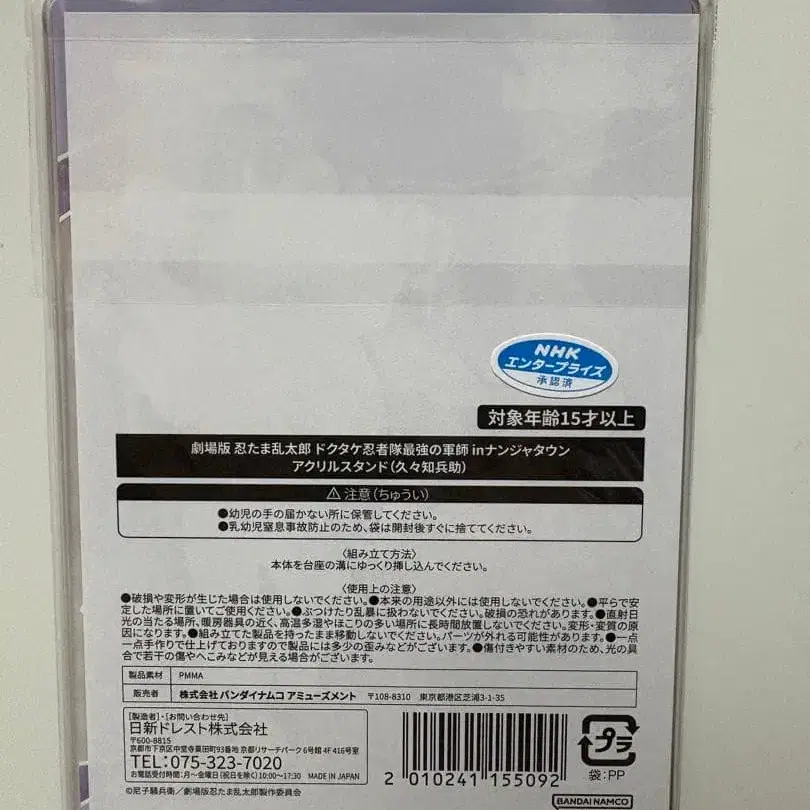 NHK
エンタープライズ
承認済
対象年齢15才以上
劇場版 忍たま乱太郎 ドクタケ忍者隊最強の軍師 inナンジャタウン
アクリルスタンド(久々知兵助)
⚠注意(ちゅうい)
●幼児の手の届かない所に保管してください。
●乳幼児窒息事故防止のため、袋は開封後すぐに捨ててください。
〈組み立て方法〉
本体を台座の溝にゆっくり挿し込んでください。
〈使用上の注意〉
●破損や変形が生じた場合は使用しないでください。●本来の用途以外には使用しないでください。●平らで安
定した場所に置いてご使用ください。●ぶつけたり乱暴に扱わないでください。破損の恐れがあります。●直射日
光の当たる場所、暖房器具の近く、高温多湿やほこりの多い場所に長時間放置しないでください。変形・変質の原
因になります。●組み立てた製品を持ったまま移動しないでください。パーツが外れる可能性があります。●一点
一点手作りで仕上げておりますので製品には多少の歪みなどがございます。●傷付きやすい素材のため、光の具
合で若干の傷やへこみなどが見える場合がございます。
製品素材 PMMA
販売者 株式会社 バンダイナムコ アミューズメント 〒108-8310 東京都港区芝浦3-1-35
【製造者】・【お問い合わせ先】
日新ドレスト株式会社
〒600-8815
京都市下京区中堂寺粟田町93番地 京都リサーチパーク6号館 4F 416号室
TEL:075-323-7020
お電話受付時間:月〜金曜日(祝日を除く)10:00〜17:30 MADE IN JAPAN
2 010241 155092
プラ
袋:PP
©尼子騒兵衛/劇場版忍たま乱太郎製作委員会
BANDAI NAMCO